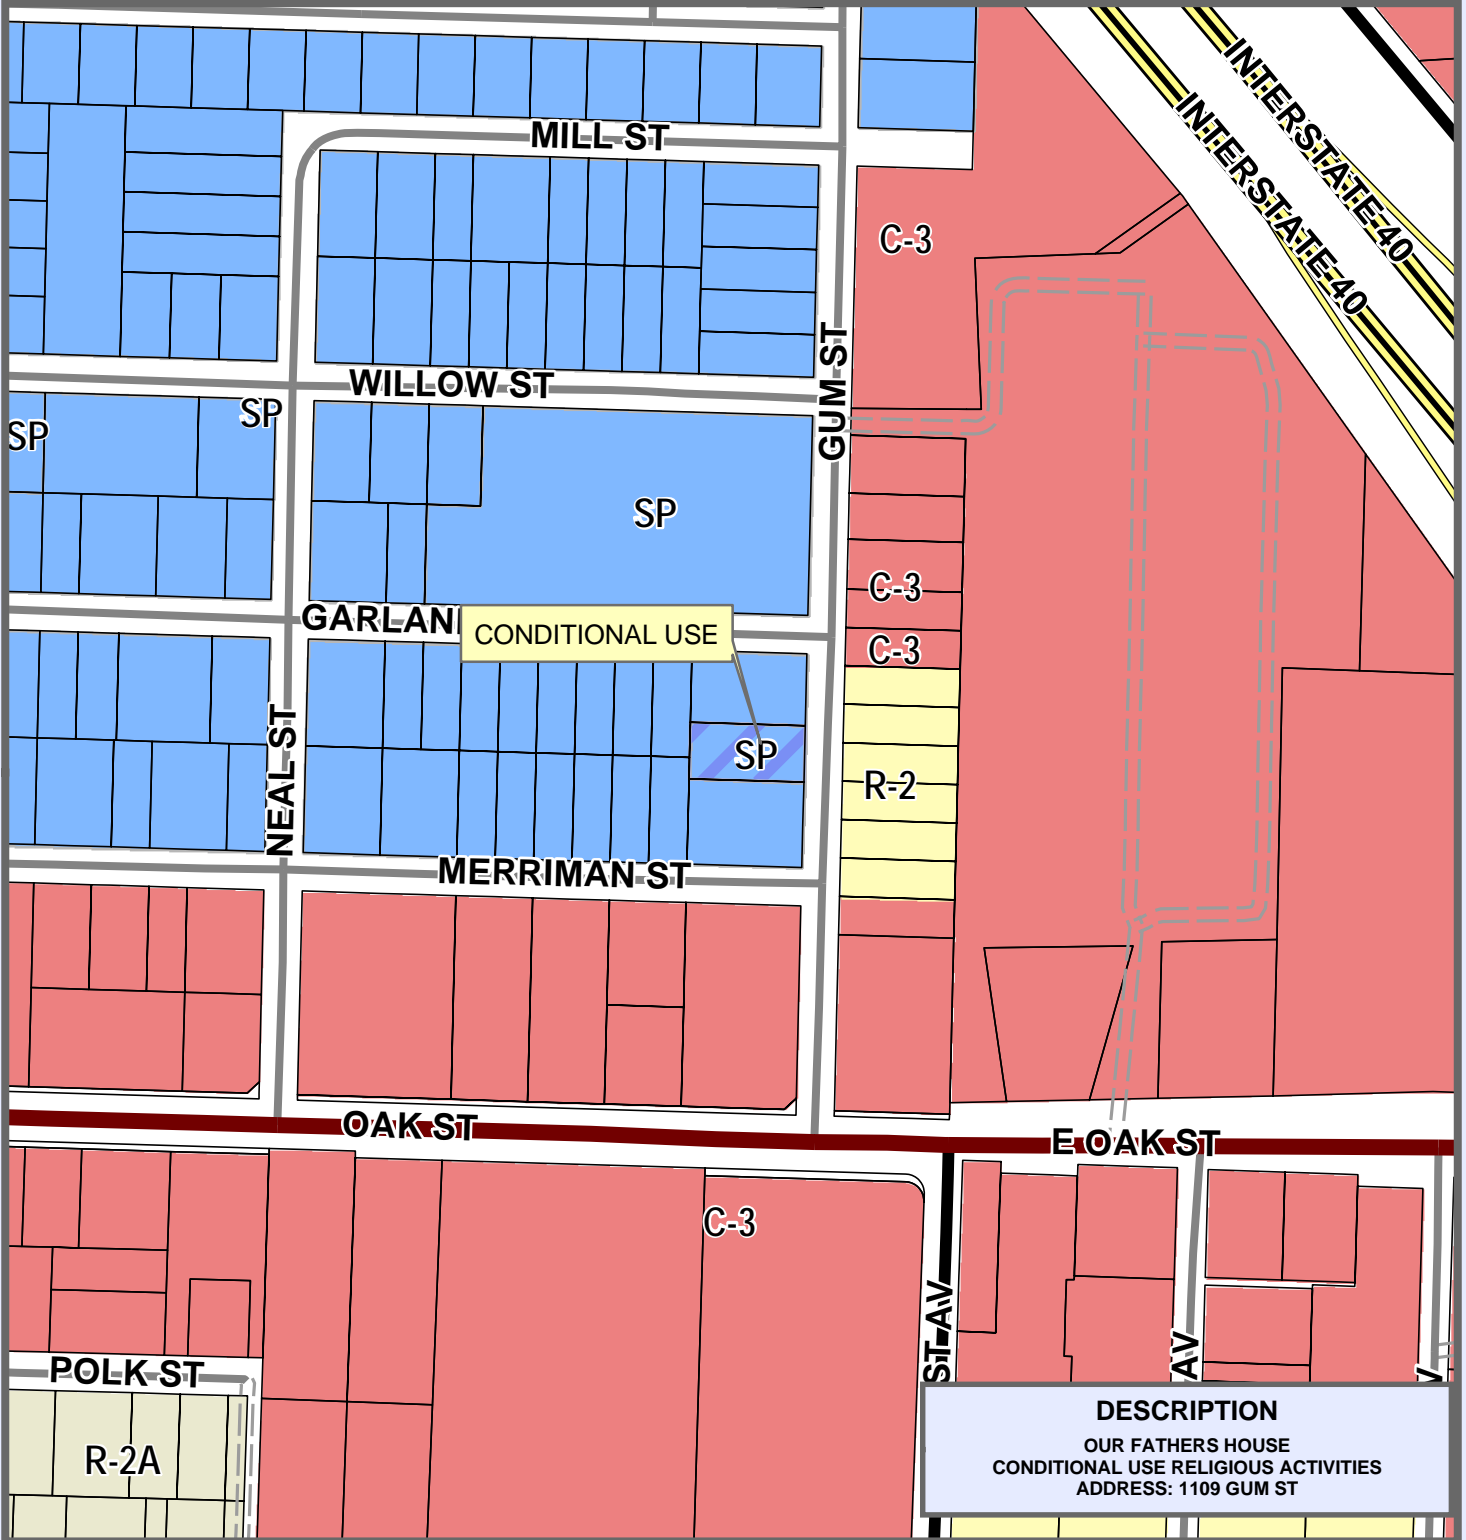 MILL ST
INTERSTATE 40
INTERSTATE 40
C-3
GUM ST
WILLOW ST
SP
SP
SP
C-3
GARLAN
CONDITIONAL USE
C-3
NEAL ST
SP
R-2
MERRIMAN ST
OAK ST
E OAK ST
C-3
ST AV
AV
POLK ST
R-2A
DESCRIPTION
OUR FATHERS HOUSE
CONDITIONAL USE RELIGIOUS ACTIVITIES
ADDRESS: 1109 GUM ST